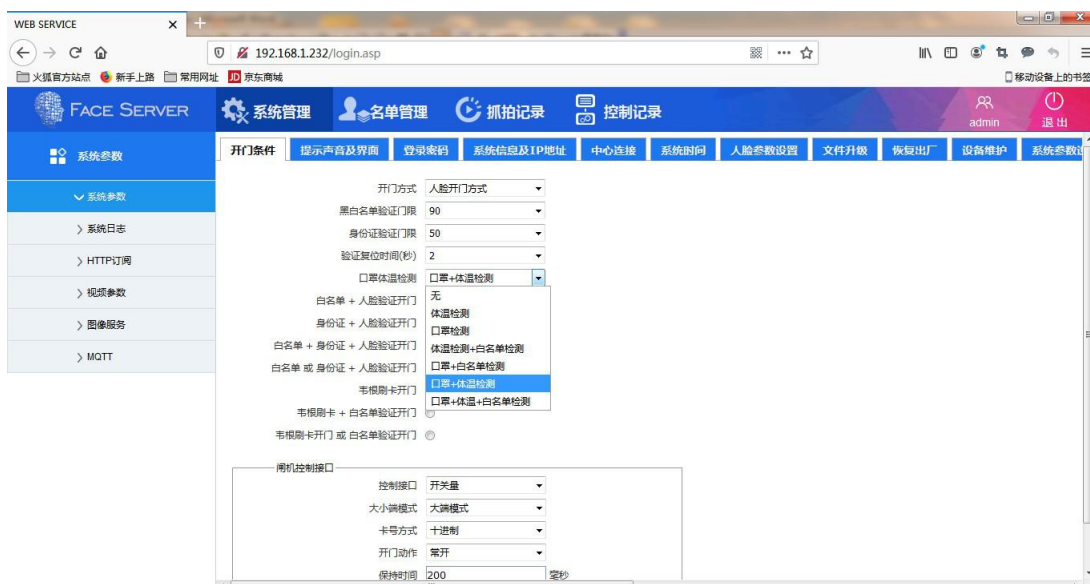 WEB SERVICE
192.168.1.232/login.asp
火狐官方站点 新手上路 常用网址 JD 京东商城 移动设备上的书签
FACE SERVER 系统管理 名单管理 抓拍记录 控制记录 admin 退出
系统参数
系统参数
系统日志
HTTP订阅
视频参数
图像服务
MQTT
开门条件 提示声音及界面 登录密码 系统信息及IP地址 中心连接 系统时间 人脸参数设置 文件升级 恢复出厂 设备维护 系统参数
开门方式 人脸开门方式
黑白名单验证门限 90
身份证验证门限 50
验证复位时间(秒) 2
口罩体温检测 口罩+体温检测
无
体温检测
口罩检测
体温检测+白名单检测
口罩+白名单检测
口罩+体温检测
口罩+体温+白名单检测
白名单 + 人脸验证开门
身份证 + 人脸验证开门
白名单 + 身份证 + 人脸验证开门
白名单 或 身份证 + 人脸验证开门
韦根刷卡开门
韦根刷卡 + 白名单验证开门
韦根刷卡开门 或 白名单验证开门
闸机控制接口
控制接口 开关量
大小端模式 大端模式
卡号方式 十进制
开门动作 常开
保持时间 200 毫秒